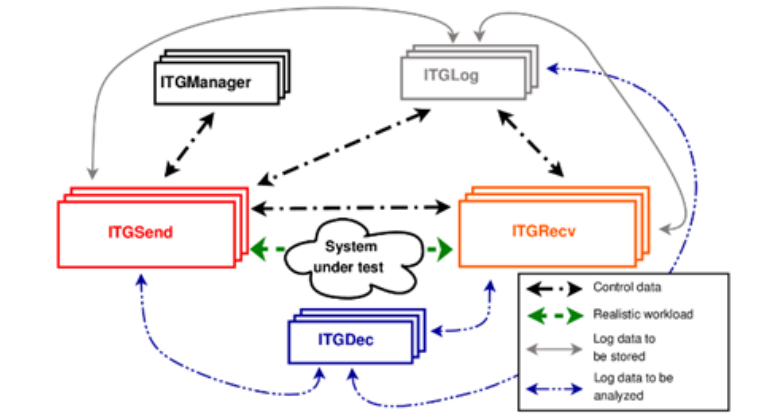 ITGManager
ITGLog
ITGSend
ITGRecv
System
under test
ITGDec
Control data
Realistic workload
Log data to
be stored
Log data to be
analyzed